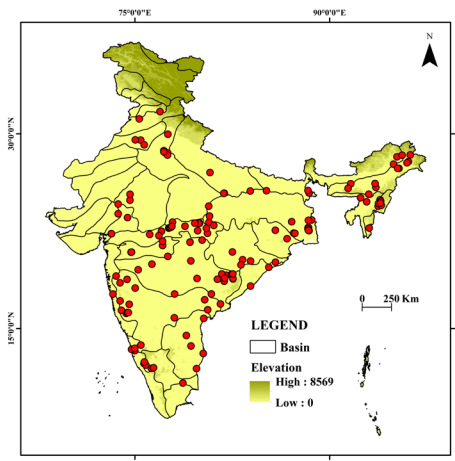 75°0'0"E
90°0'0"E
N
30°0'0"N
15°0'0"N
0 250 Km
LEGEND
Basin
Elevation
High : 8569
Low : 0